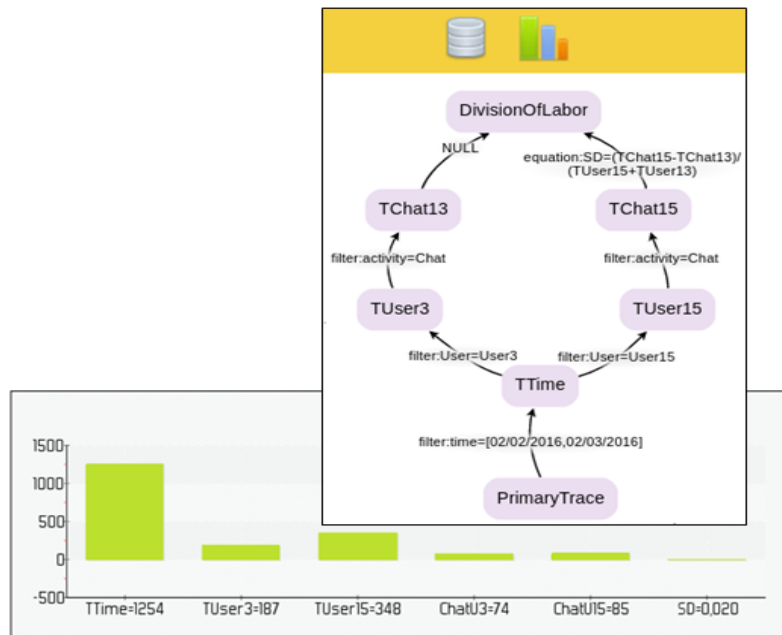 DivisionOfLabor
NULL
equation:SD=(TChat15-TChat13)/
(TUser15+TUser13)
TChat13
TChat15
filter:activity=Chat
filter:activity=Chat
TUser3
TUser15
filter:User=User3
filter:User=User15
TTime
filter:time=[02/02/2016,02/03/2016]
PrimaryTrace
1500
1000
500
0
-500
TTime=1254
TUser3=187
TUser15=348
ChatU3=74
ChatU15=85
SD=0,020